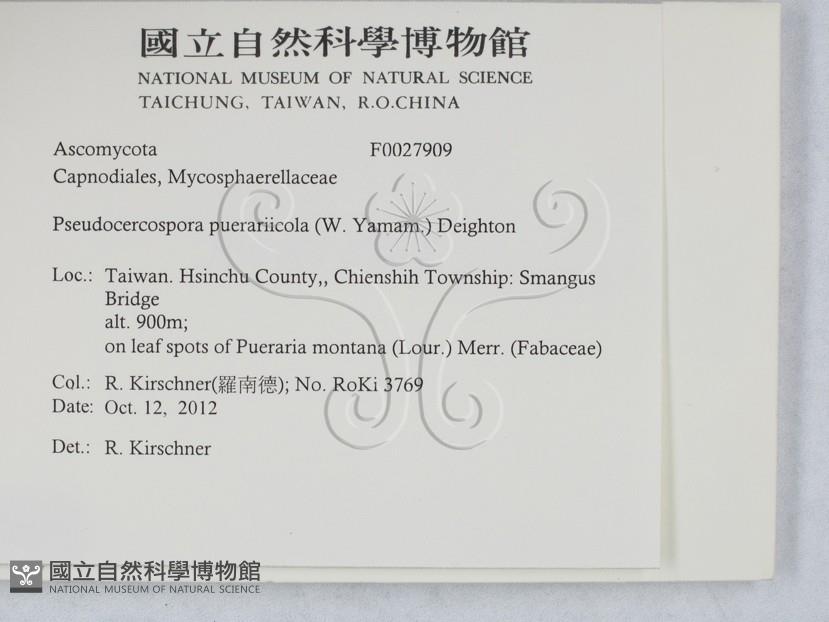 國立自然科學博物館
NATIONAL MUSEUM OF NATURAL SCIENCE
TAICHUNG, TAIWAN, R.O.CHINA
Ascomycota F0027909
Capnodiales, Mycosphaerellaceae
Pseudocercospora puerariicola (W. Yamam.) Deighton
Loc.: Taiwan. Hsinchu County,, Chienshih Township: Smangus
Bridge
alt. 900m;
on leaf spots of Pueraria montana (Lour.) Merr. (Fabaceae)
Col.: R. Kirschner(羅南德); No. RoKi 3769
Date: Oct. 12, 2012
Det.: R. Kirschner
國立自然科學博物館
NATIONAL MUSEUM OF NATURAL SCIENCE